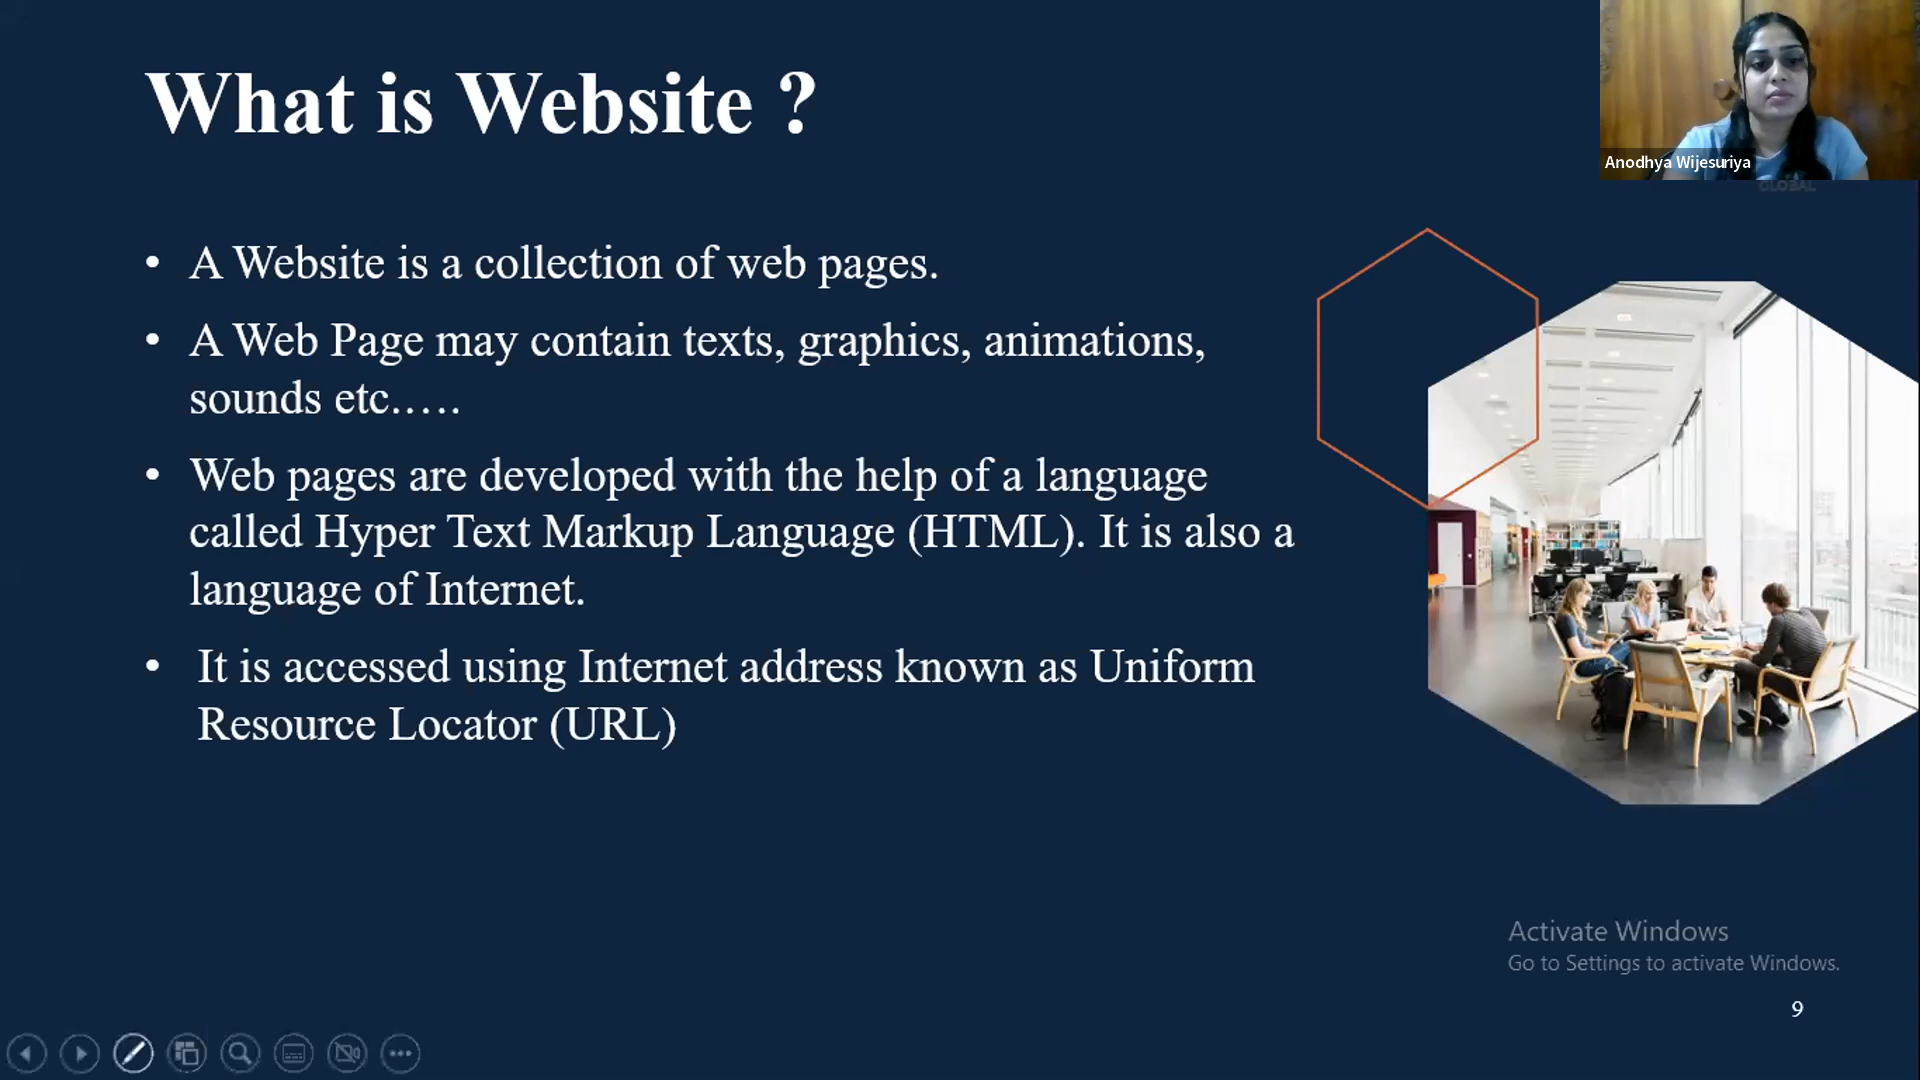 What is Website ?
Anodhya Wijesuriya
GLOBAL
• A Website is a collection of web pages.
• A Web Page may contain texts, graphics, animations,
sounds etc.….
• Web pages are developed with the help of a language
called Hyper Text Markup Language (HTML). It is also a
language of Internet.
• It is accessed using Internet address known as Uniform
Resource Locator (URL)
Activate Windows
Go to Settings to activate Windows.
9